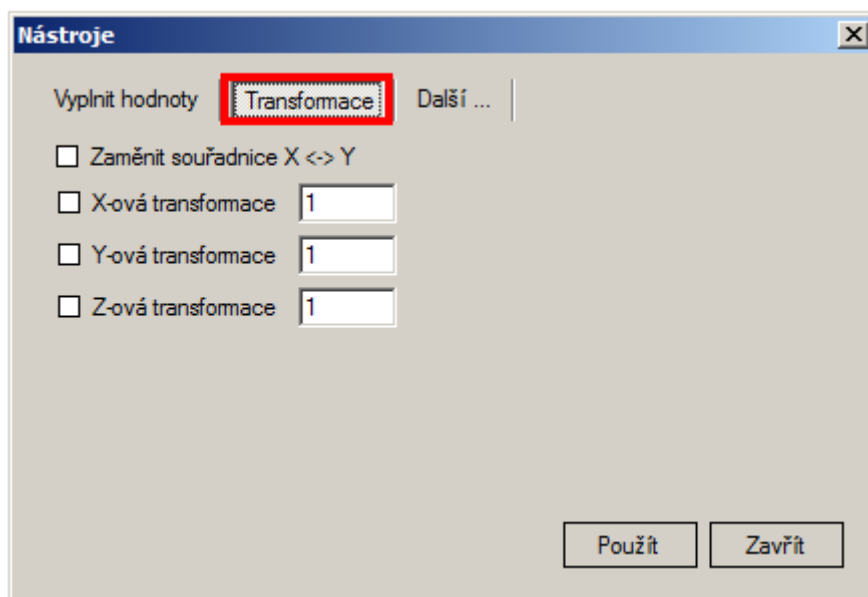 Nástroje
Vyplnit hodnoty Transformace Další ...
Zaměnit souřadnice X <-> Y
X-ová transformace 1
Y-ová transformace 1
Z-ová transformace 1
Použít Zavřít